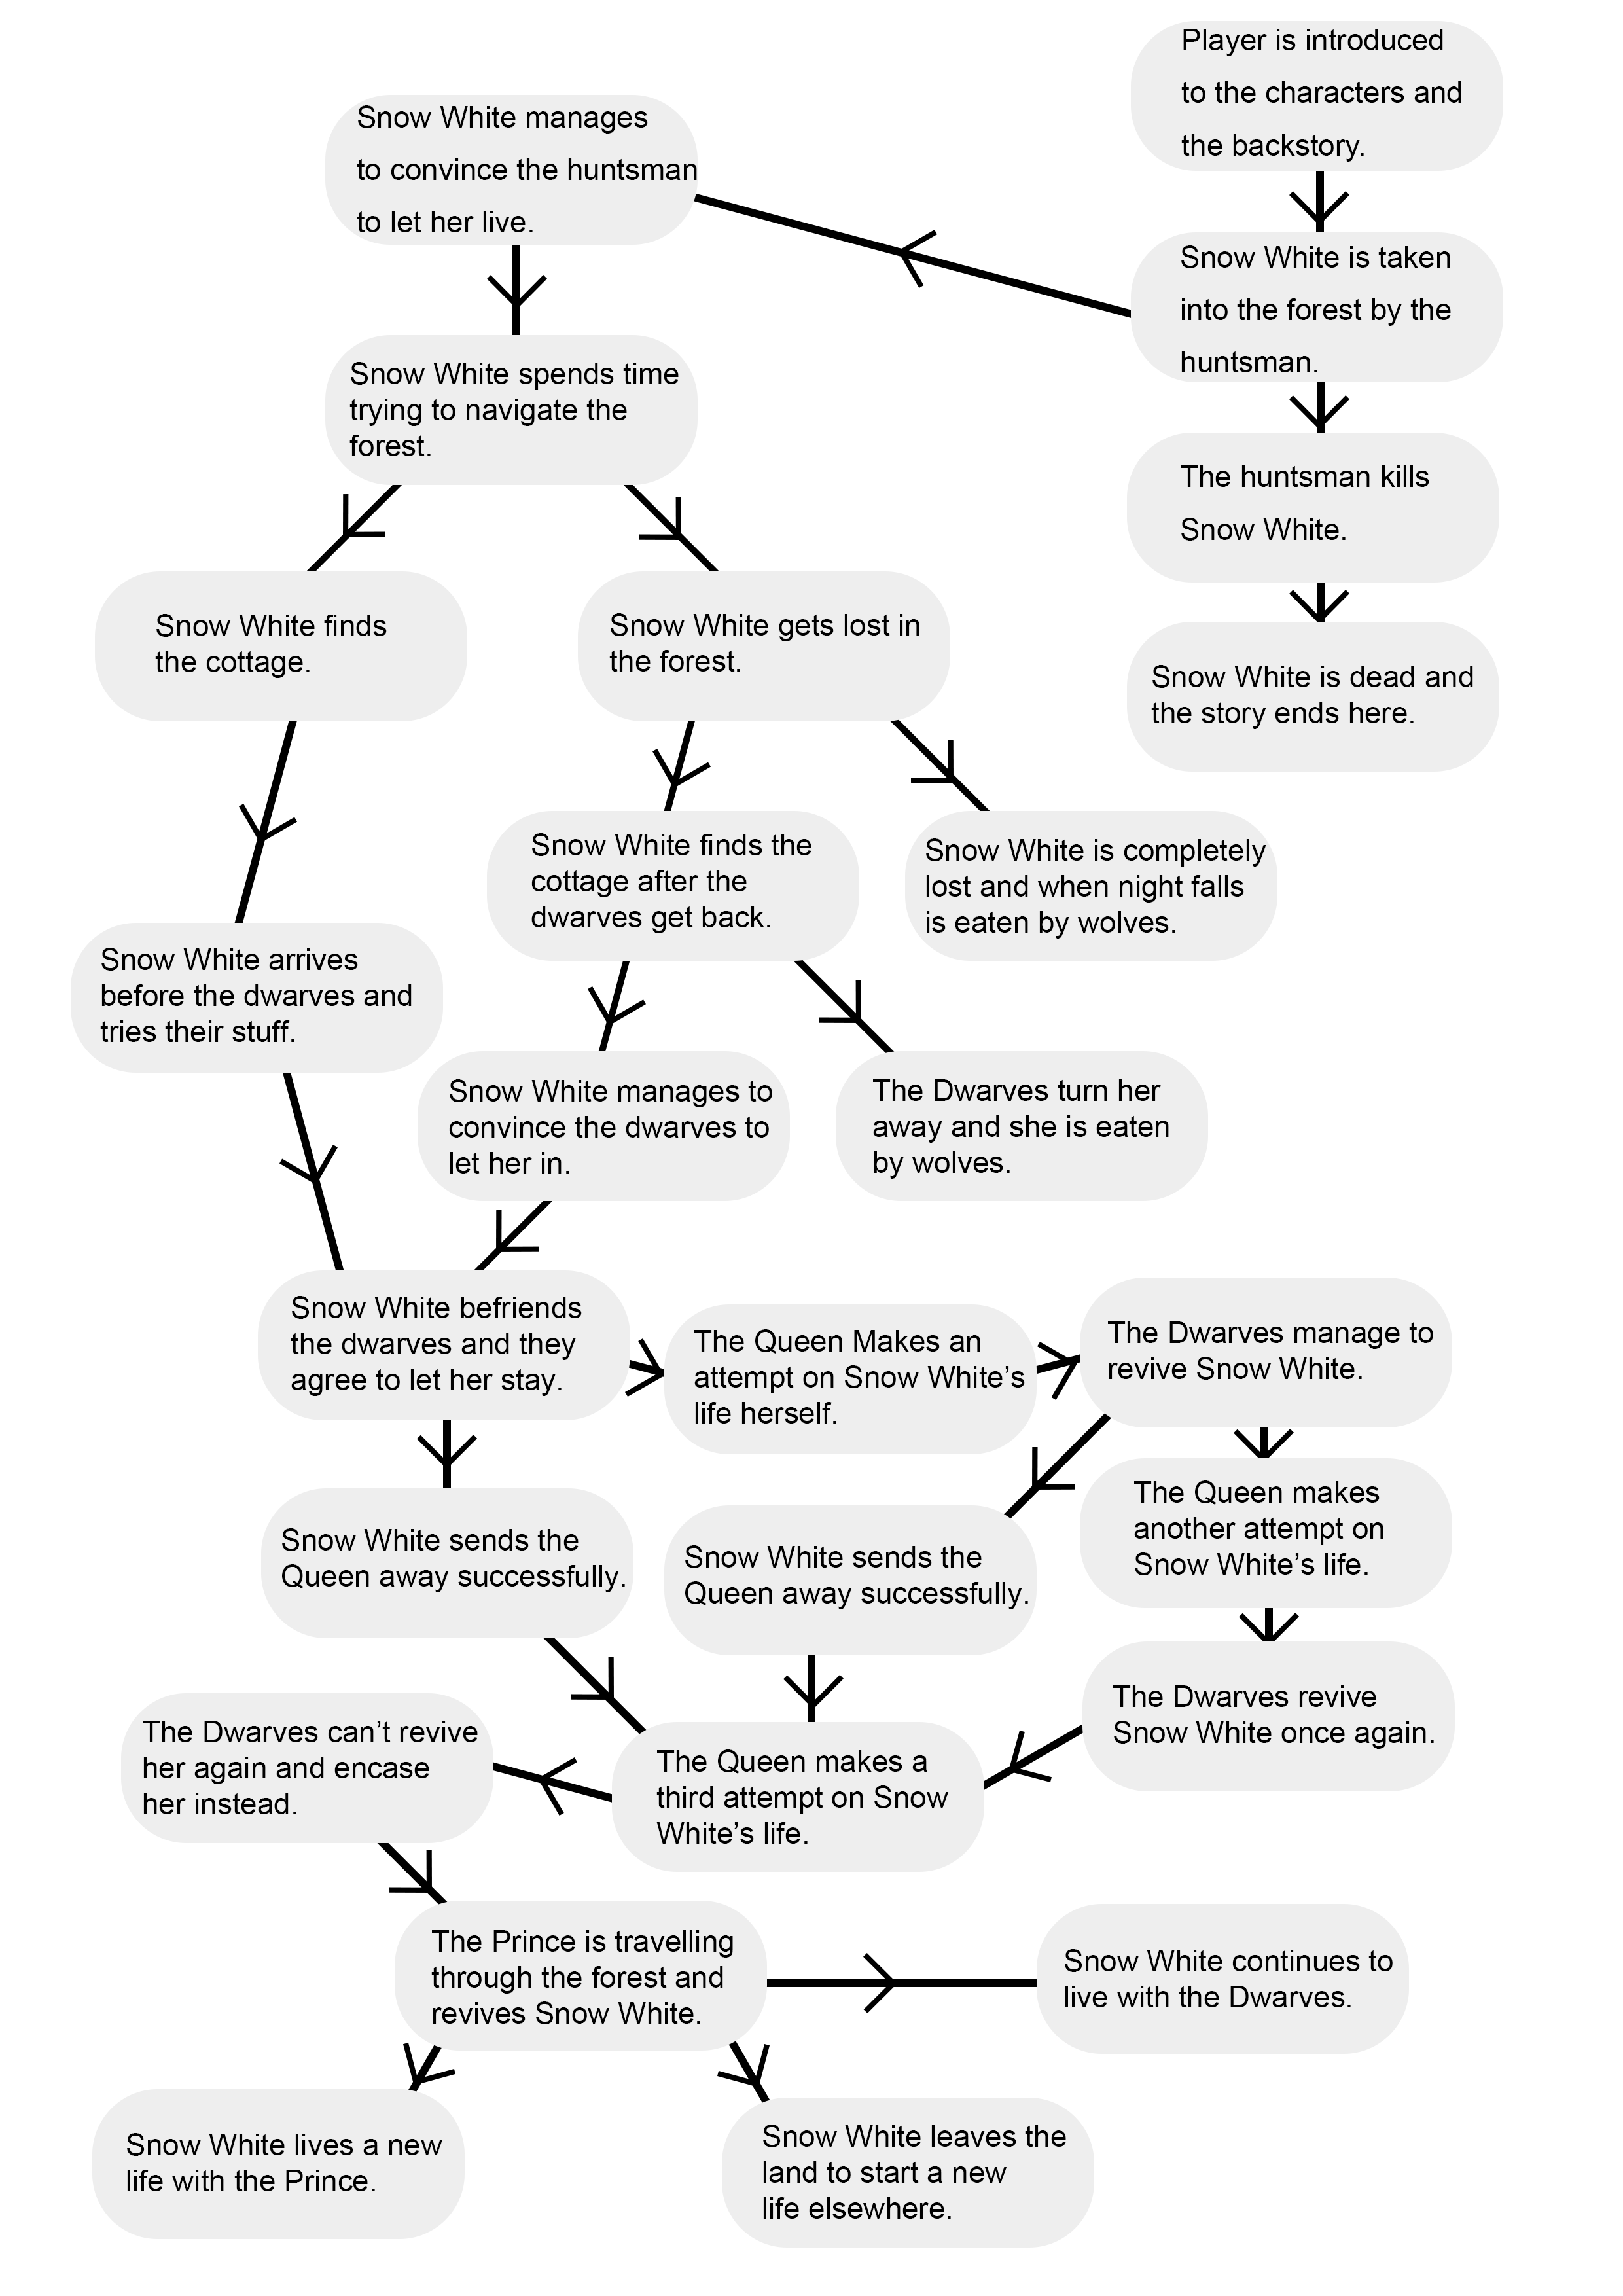 Player is introduced
to the characters and
the backstory.
Snow White manages
to convince the huntsman
to let her live.
Snow White is taken
into the forest by the
huntsman.
Snow White spends time
trying to navigate the
forest.
The huntsman kills
Snow White.
Snow White finds
the cottage.
Snow White gets lost in
the forest.
Snow White is dead and
the story ends here.
Snow White finds the
cottage after the
dwarves get back.
Snow White is completely
lost and when night falls
is eaten by wolves.
Snow White arrives
before the dwarves and
tries their stuff.
Snow White manages to
convince the dwarves to
let her in.
The Dwarves turn her
away and she is eaten
by wolves.
Snow White befriends
the dwarves and they
agree to let her stay.
The Queen Makes an
attempt on Snow White’s
life herself.
The Dwarves manage to
revive Snow White.
Snow White sends the
Queen away successfully.
Snow White sends the
Queen away successfully.
The Queen makes
another attempt on
Snow White’s life.
The Dwarves revive
Snow White once again.
The Dwarves can’t revive
her again and encase
her instead.
The Queen makes a
third attempt on Snow
White’s life.
The Prince is travelling
through the forest and
revives Snow White.
Snow White continues to
live with the Dwarves.
Snow White lives a new
life with the Prince.
Snow White leaves the
land to start a new
life elsewhere.